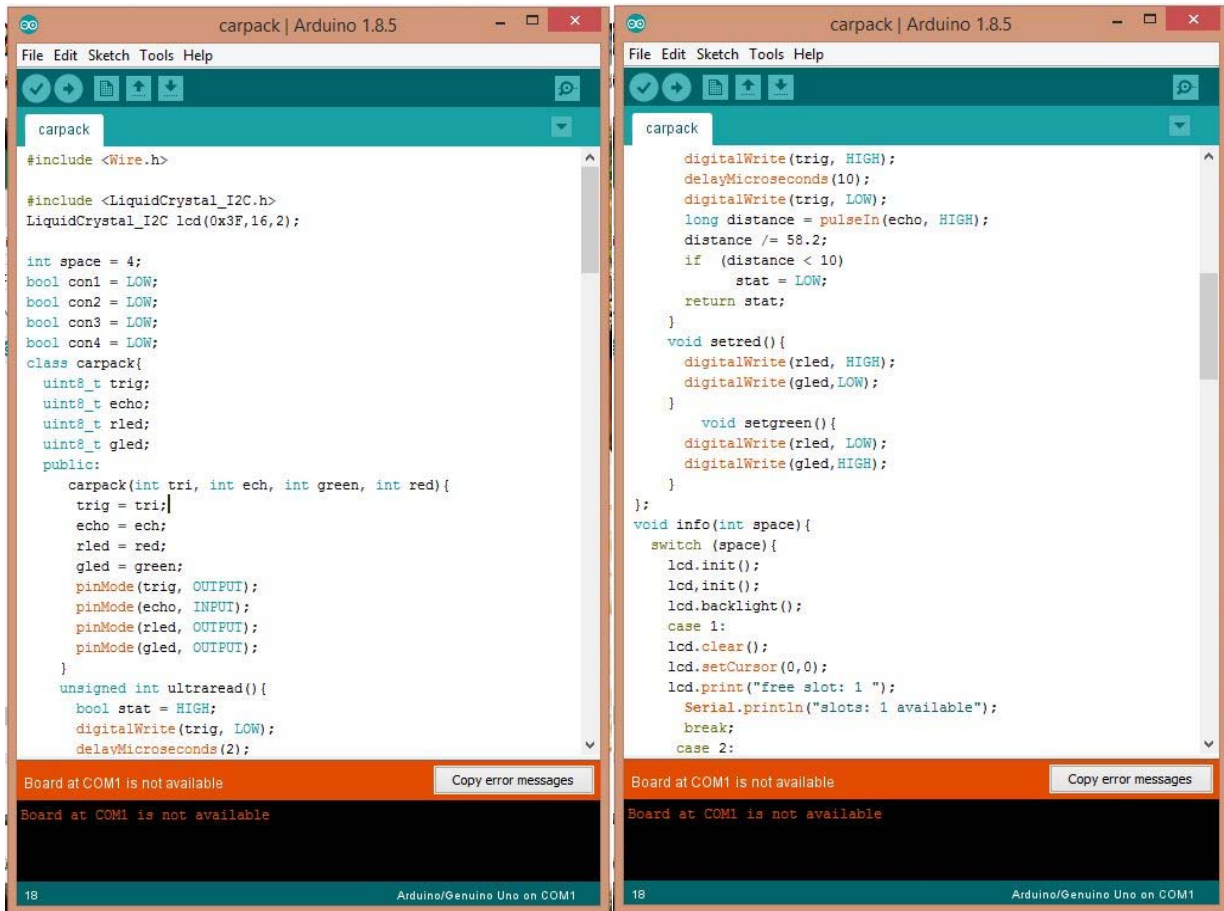 carpack | Arduino 1.8.5
File Edit Sketch Tools Help
carpack
#include <Wire.h>
#include <LiquidCrystal_I2C.h>
LiquidCrystal_I2C lcd(0x3F,16,2);
int space = 4;
bool con1 = LOW;
bool con2 = LOW;
bool con3 = LOW;
bool con4 = LOW;
class carpack{
uint8_t trig;
uint8_t echo;
uint8_t rled;
uint8_t gled;
public:
carpack(int tri, int ech, int green, int red){
trig = tri;
echo = ech;
rled = red;
gled = green;
pinMode(trig, OUTPUT);
pinMode(echo, INPUT);
pinMode(rled, OUTPUT);
pinMode(gled, OUTPUT);
}
unsigned int ultraread(){
bool stat = HIGH;
digitalWrite(trig, LOW);
delayMicroseconds(2);
Board at COM1 is not available
Copy error messages
Board at COM1 is not available
18
Arduino/Genuino Uno on COM1
carpack | Arduino 1.8.5
File Edit Sketch Tools Help
carpack
digitalWrite(trig, HIGH);
delayMicroseconds(10);
digitalWrite(trig, LOW);
long distance = pulseIn(echo, HIGH);
distance /= 58.2;
if (distance < 10)
stat = LOW;
return stat;
}
void setred(){
digitalWrite(rled, HIGH);
digitalWrite(gled,LOW);
}
void setgreen(){
digitalWrite(rled, LOW);
digitalWrite(gled,HIGH);
}
};
void info(int space){
switch (space){
lcd.init();
lcd,init();
lcd.backlight();
case 1:
lcd.clear();
lcd.setCursor(0,0);
lcd.print("free slot: 1 ");
Serial.println("slots: 1 available");
break;
case 2:
Board at COM1 is not available
Copy error messages
Board at COM1 is not available
18
Arduino/Genuino Uno on COM1